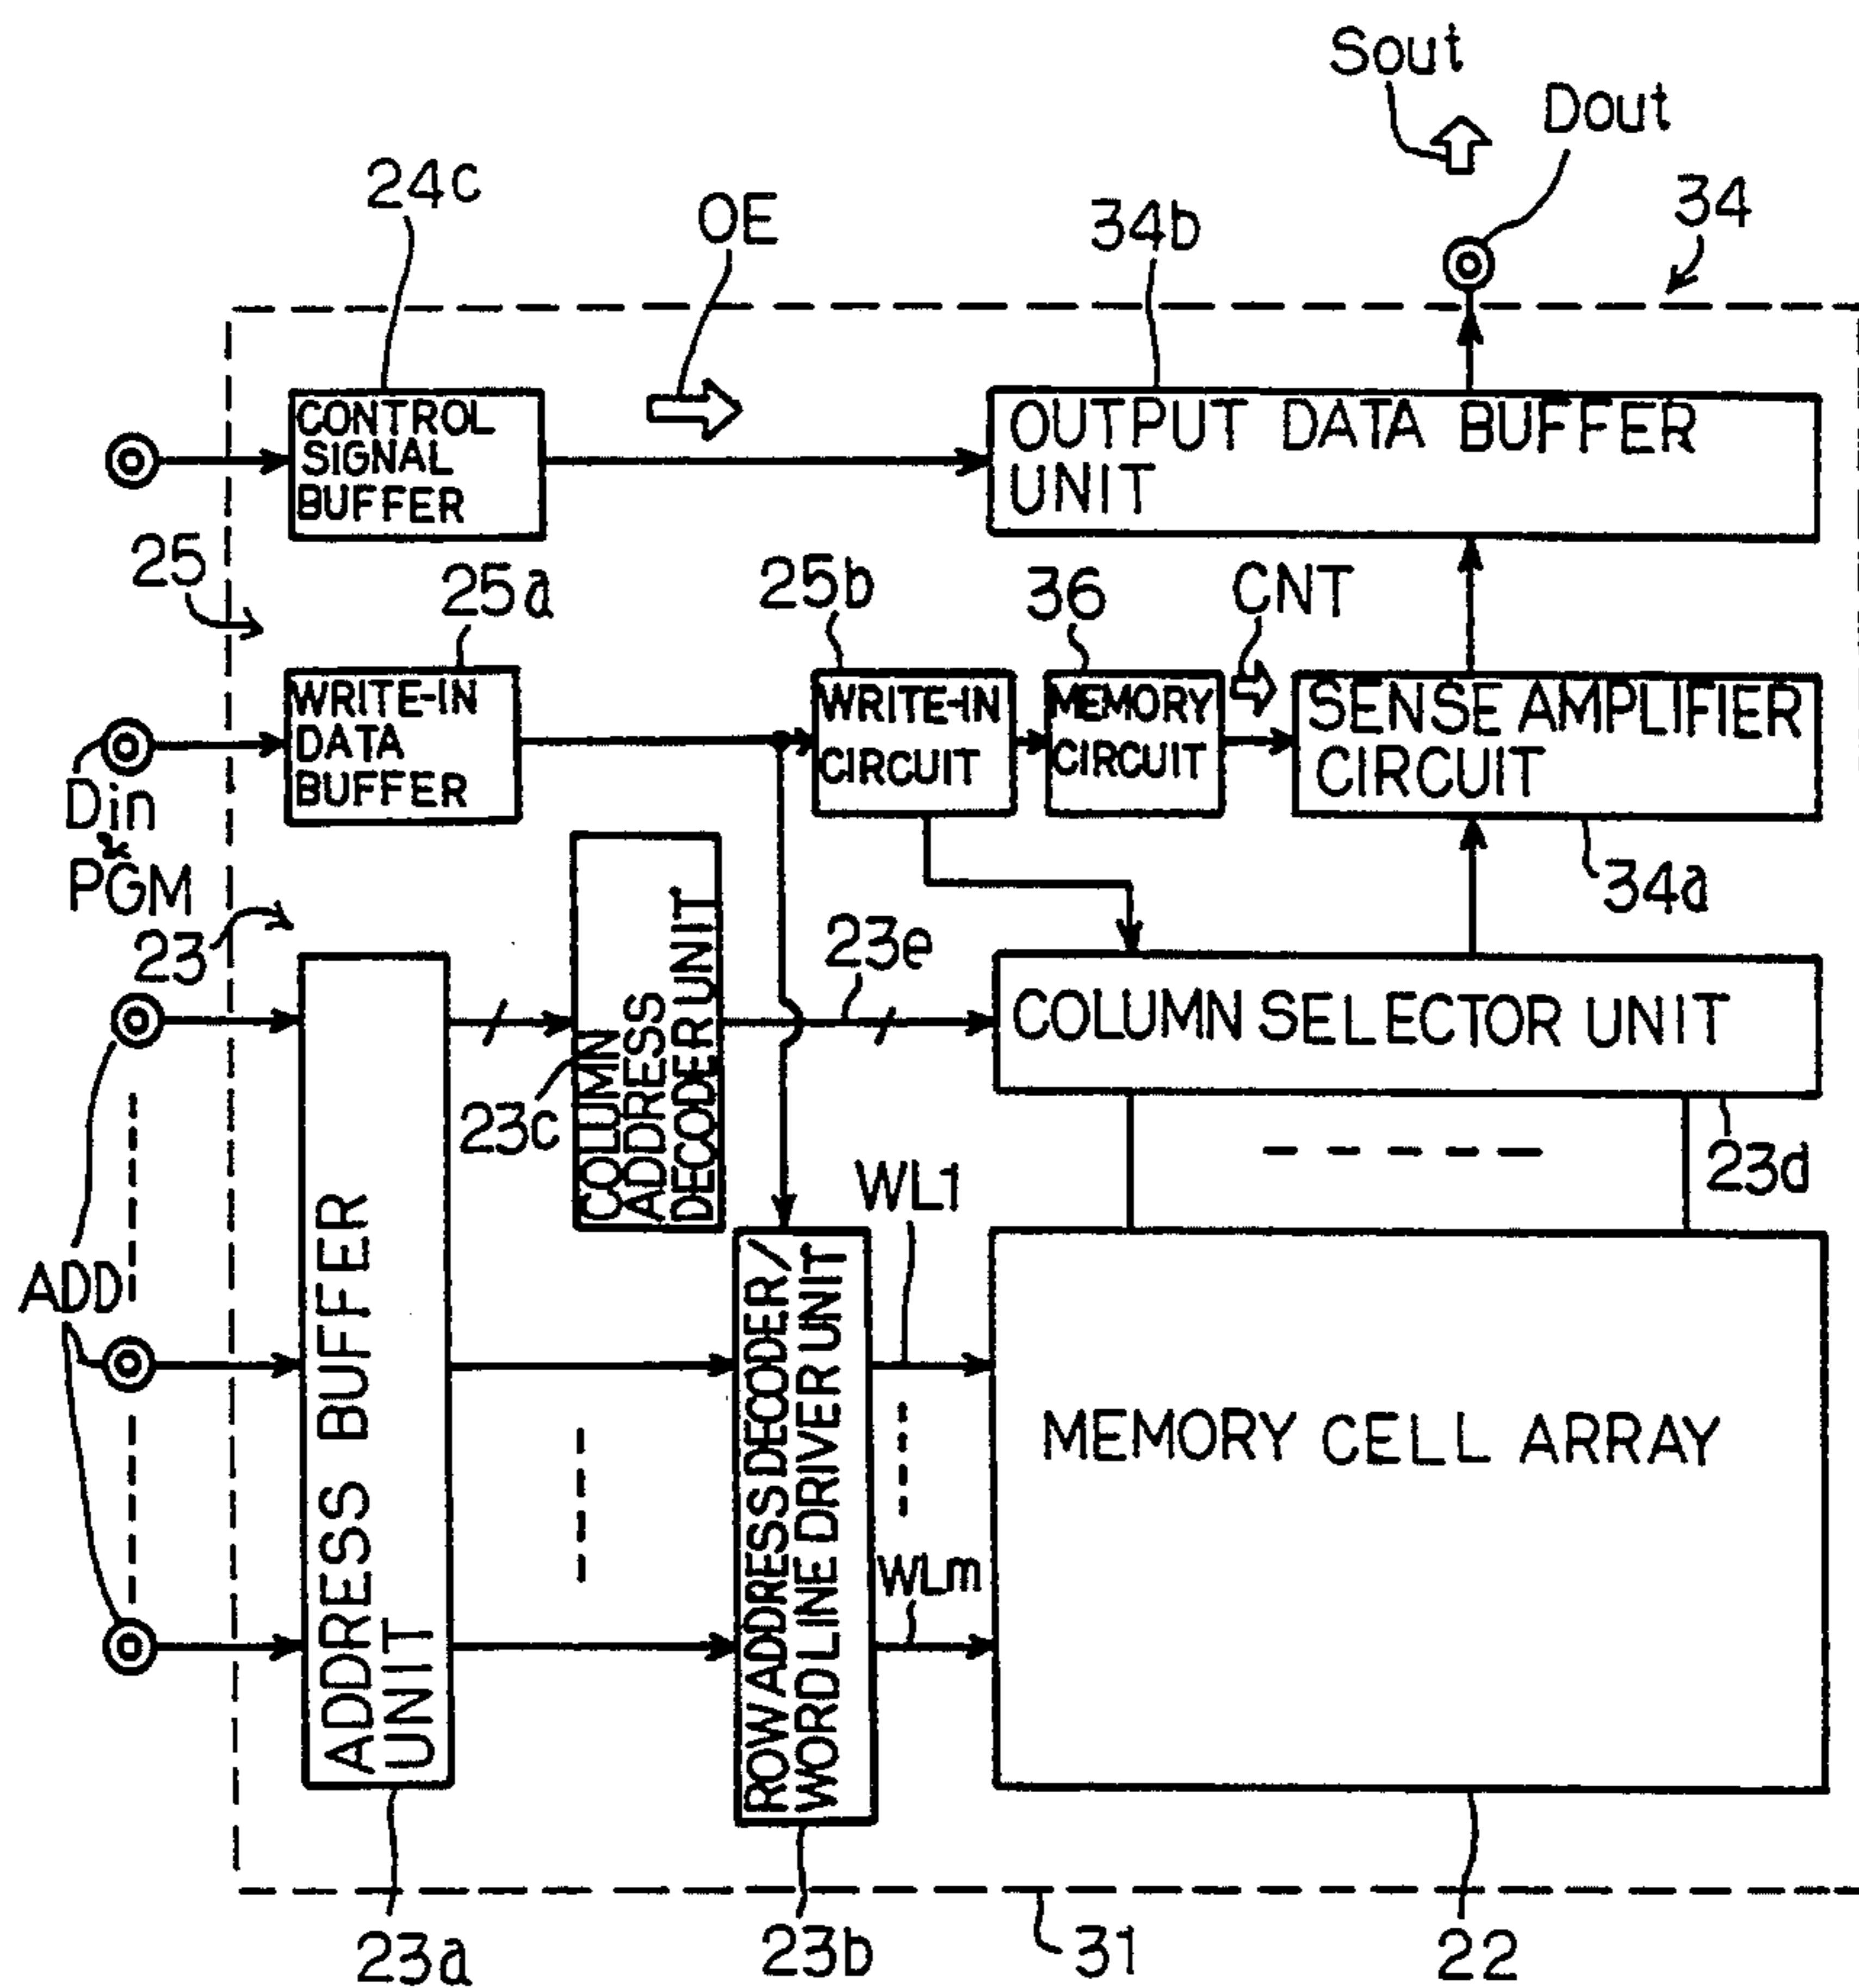 Sout
Dout
24c
OE
34b
34
CONTROL
SIGNAL
BUFFER
OUTPUT DATA BUFFER
UNIT
25
25a
25b
36
CNT
WRITE-IN
DATA
BUFFER
WRITE-IN
CIRCUIT
MEMORY
CIRCUIT
SENSE AMPLIFIER
CIRCUIT
Din
*
PGM
34a
23
23e
COLUMN
ADDRESS
DECODER UNIT
COLUMN SELECTOR UNIT
23c
23d
WL1
ADD
ADDRESS BUFFER
UNIT
ROW ADDRESS DECODER/
WORD LINE DRIVER UNIT
MEMORY CELL ARRAY
WLm
23a
23b
31
22